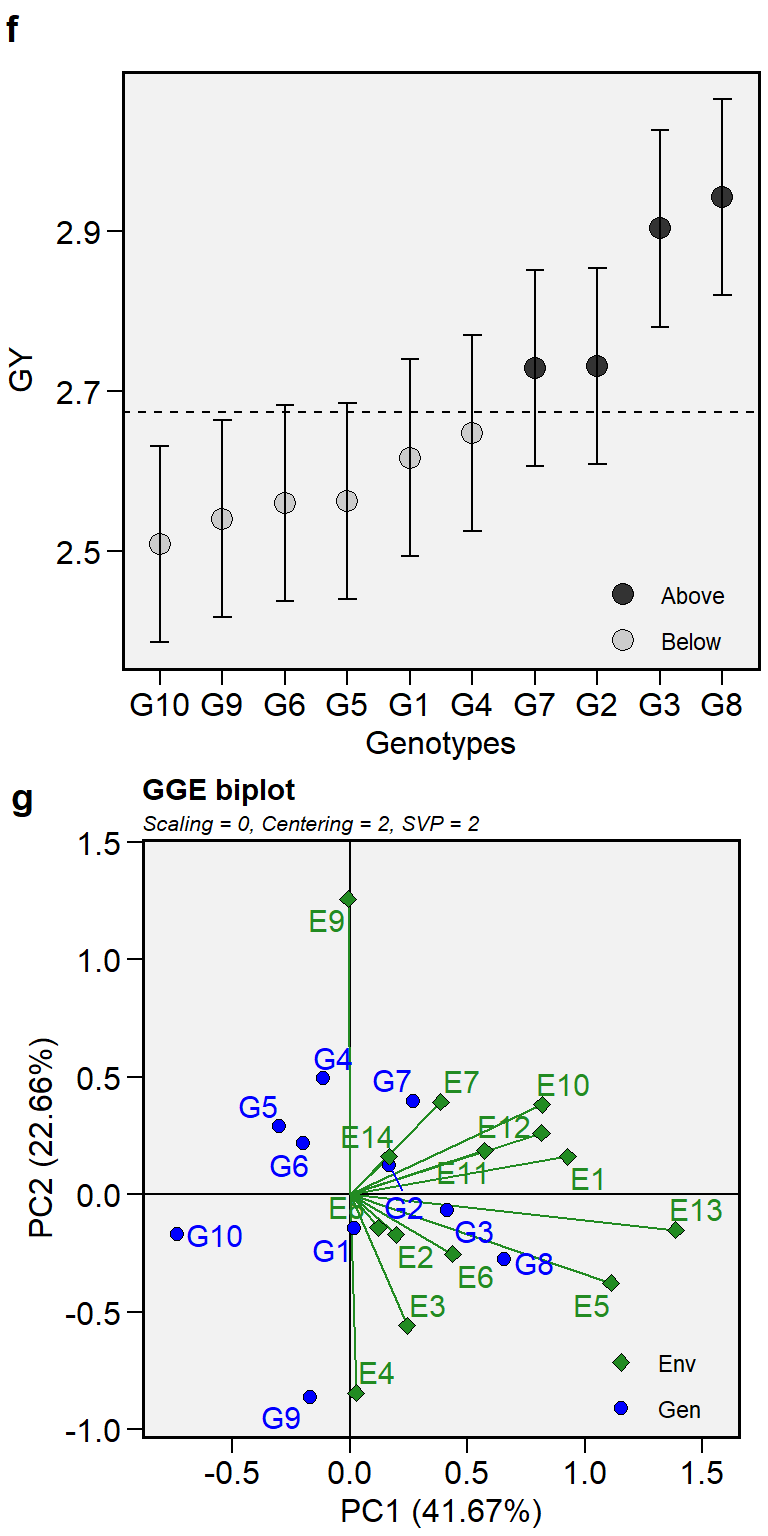 f
2.9
2.7
2.5
GY
Above
Below
G10 G9 G6 G5 G1 G4 G7 G2 G3 G8
Genotypes
g
GGE biplot
Scaling = 0, Centering = 2, SVP = 2
1.5
1.0
0.5
0.0
-0.5
-1.0
PC2 (22.66%)
E9
G4
G7
E7
E10
G5
E14
E12
G6
E11
E1
G2
E13
G10
G1
G3
E2
G8
E6
E3
E5
E4
G9
Env
Gen
-0.5 0.0 0.5 1.0 1.5
PC1 (41.67%)